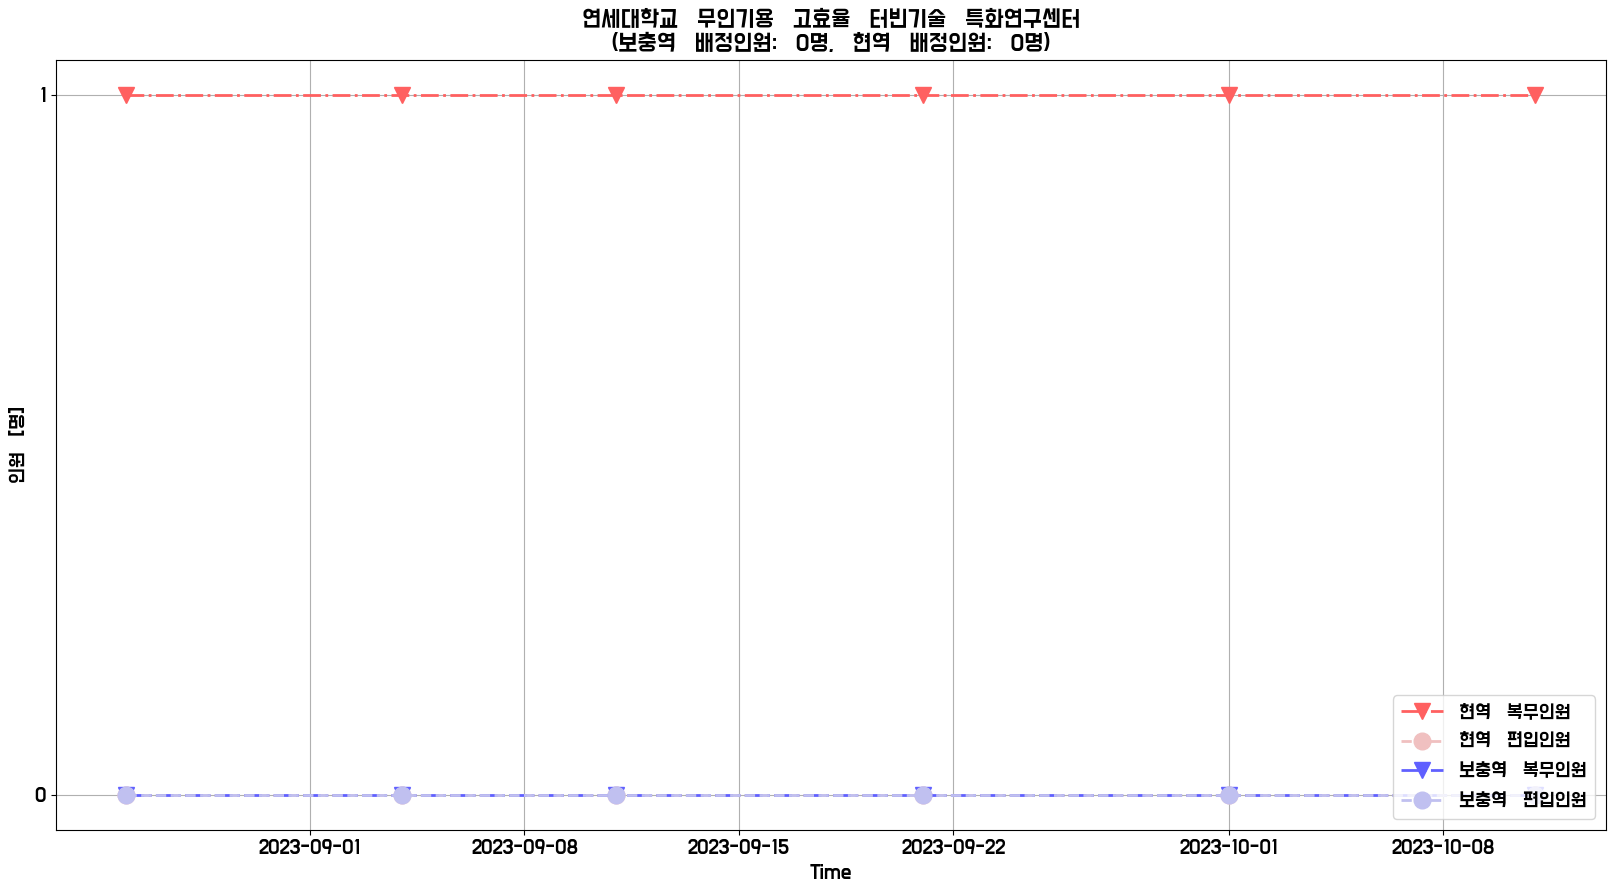 연세대학교 무인기용 고효율 터빈기술 특화연구센터
(보충역 배정인원: 0명, 현역 배정인원: 0명)
1
인원 [명]
0
현역 복무인원
현역 편입인원
보충역 복무인원
보충역 편입인원
2023-09-01 2023-09-08 2023-09-15 2023-09-22 2023-10-01 2023-10-08
Time